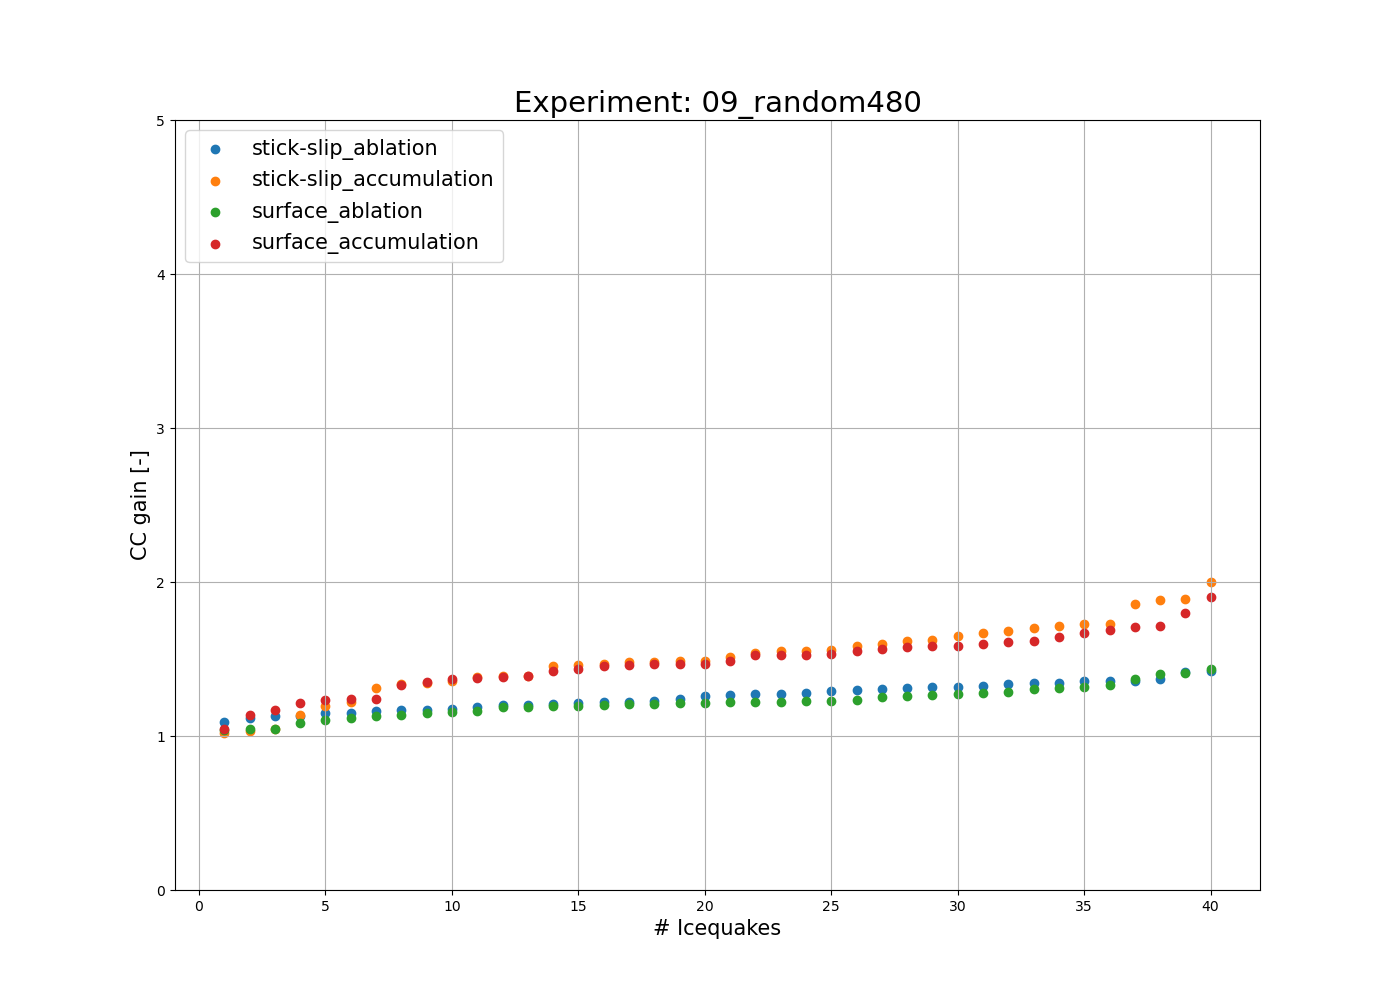 Experiment: 09_random480
stick-slip_ablation
stick-slip_accumulation
surface_ablation
surface_accumulation
5
4
3
2
1
0
CC gain [-]
0 5 10 15 20 25 30 35 40
# Icequakes